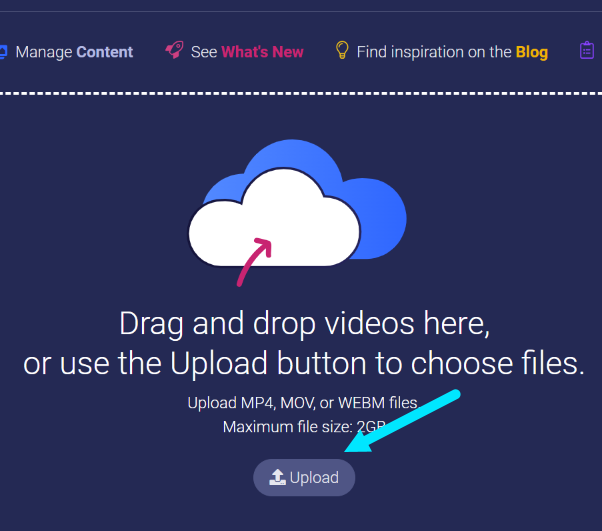 Manage Content
See What's New
Find inspiration on the Blog
Drag and drop videos here,
or use the Upload button to choose files.
Upload MP4, MOV, or WEBM files
Maximum file size: 2GB
Upload